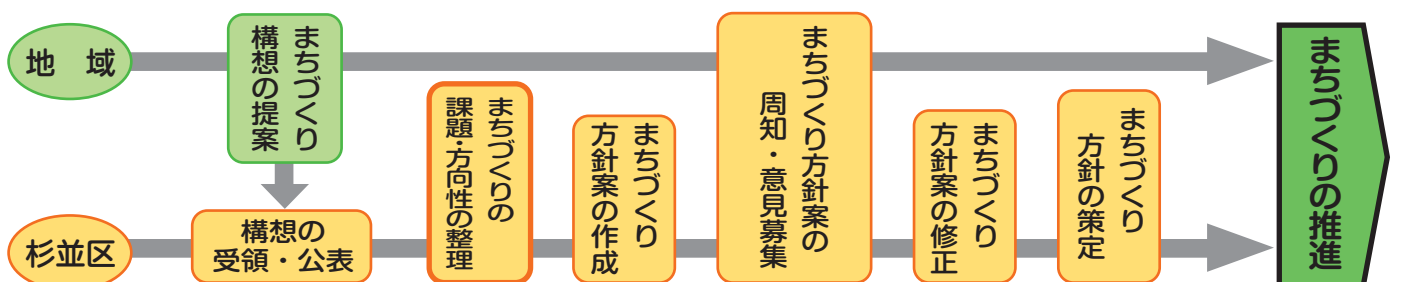 地　域
まちづくり
構想の提案
杉並区
構想の
受領・公表
まちづくりの
課題・方向性の整理
まちづくり
方針案の作成
まちづくり方針案の
周知・意見募集
まちづくり
方針案の修正
まちづくり
方針の策定
まちづくりの推進